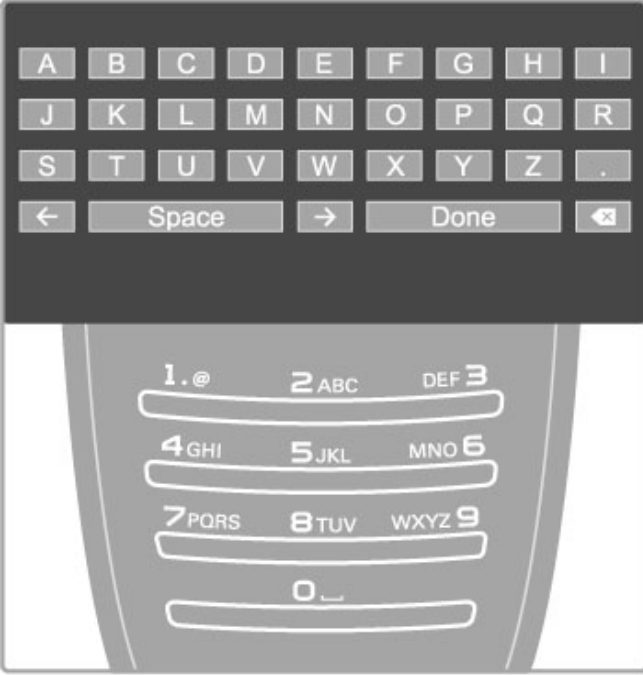 A B C D E F G H I
J K L M N O P Q R
S T U V W X Y Z .
← Space → Done
1.@ 2ABC DEF3
4GHI 5JKL MNO6
7PQRS 8TUV WXYZ9
0